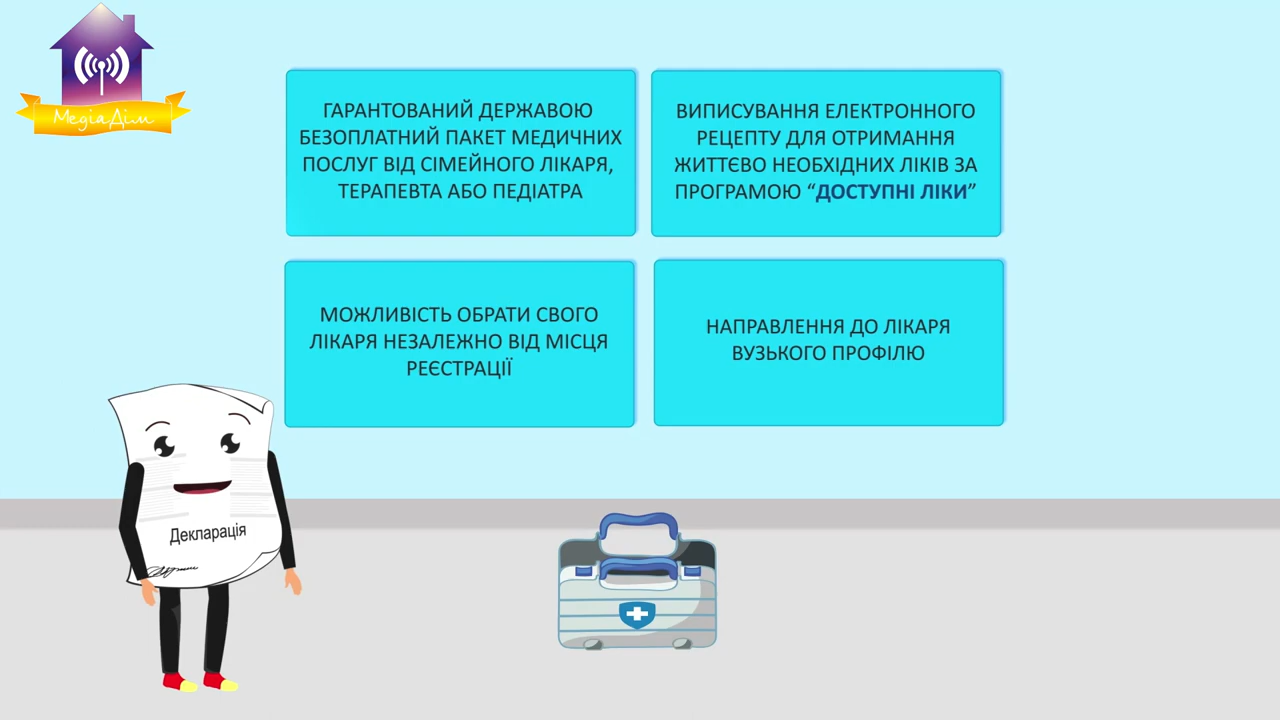 МедіаДім
ГАРАНТОВАНИЙ ДЕРЖАВОЮ
БЕЗОПЛАТНИЙ ПАКЕТ МЕДИЧНИХ
ПОСЛУГ ВІД СІМЕЙНОГО ЛІКАРЯ,
ТЕРАПЕВТА АБО ПЕДІАТРА
ВИПИСУВАННЯ ЕЛЕКТРОННОГО
РЕЦЕПТУ ДЛЯ ОТРИМАННЯ
ЖИТТЄВО НЕОБХІДНИХ ЛІКІВ ЗА
ПРОГРАМОЮ “ДОСТУПНІ ЛІКИ”
МОЖЛИВІСТЬ ОБРАТИ СВОГО
ЛІКАРЯ НЕЗАЛЕЖНО ВІД МІСЦЯ
РЕЄСТРАЦІЇ
НАПРАВЛЕННЯ ДО ЛІКАРЯ
ВУЗЬКОГО ПРОФІЛЮ
Декларація